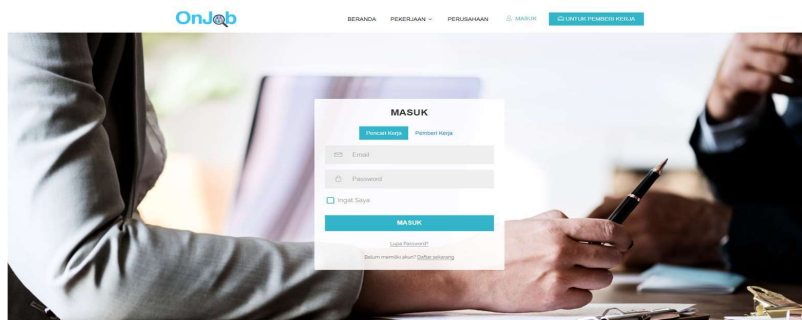 OnJob
BERANDA PEKERJAAN PERUSAHAAN MASUK UNTUK PEMBERI KERJA
MASUK
Pencari Kerja Pemberi Kerja
Email
Password
Ingat Saya
MASUK
Lupa Password?
Belum memiliki akun? Daftar sekarang